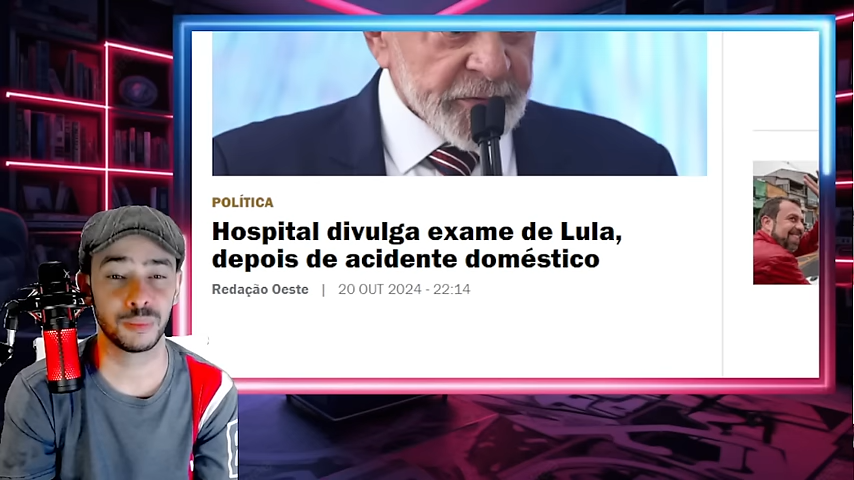 POLÍTICA
Hospital divulga exame de Lula,
depois de acidente doméstico
Redação Oeste | 20 OUT 2024 - 22:14